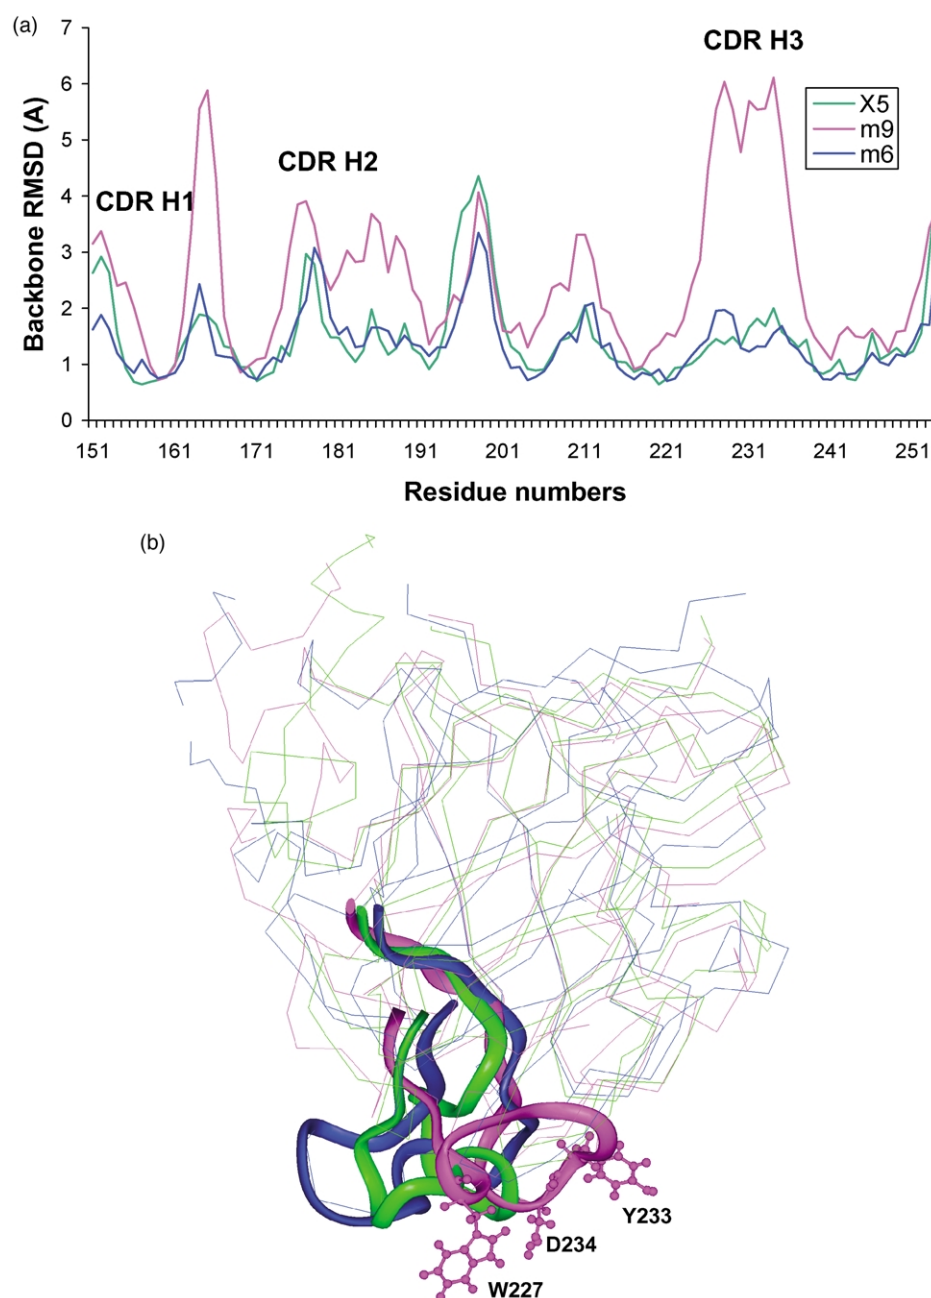 (a)
7
6
5
4
3
2
1
0
Backbone RMSD (A)
CDR H1
CDR H2
CDR H3
X5
m9
m6
151 161 171 181 191 201 211 221 231 241 251
Residue numbers
(b)
Y233
D234
W227